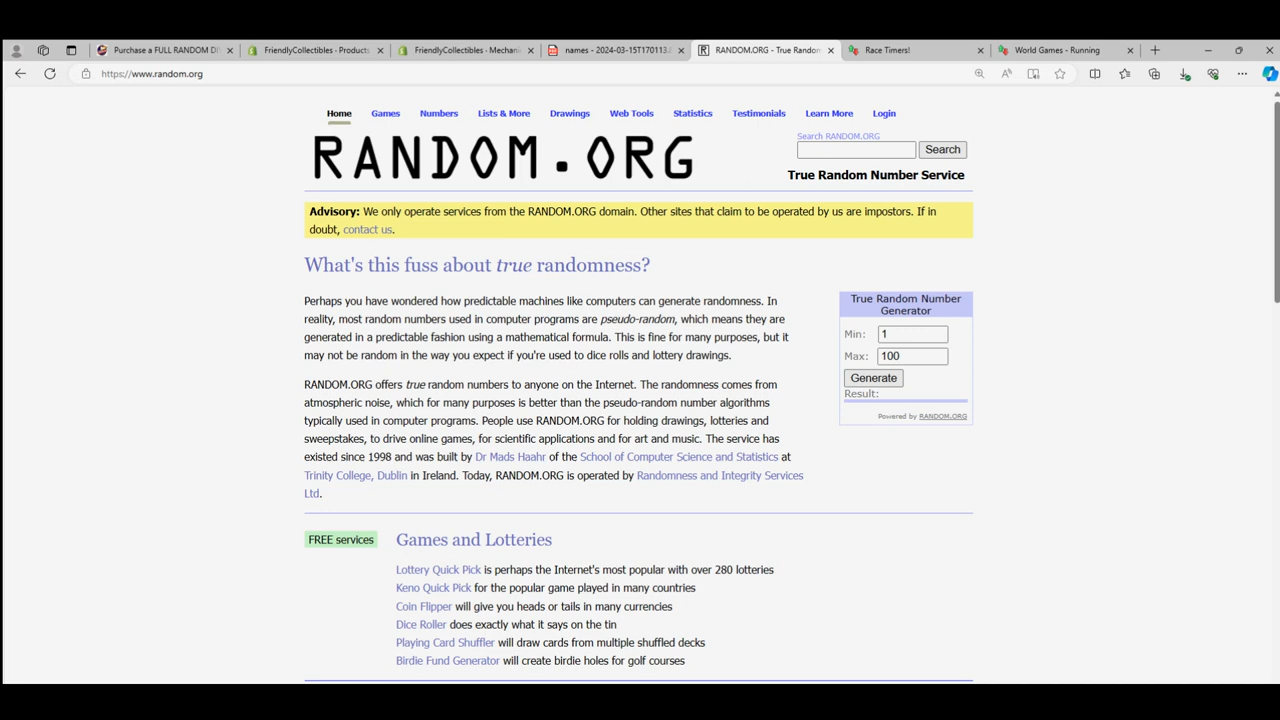 Purchase a FULL RANDOM DI
FriendlyCollectibles - Products
FriendlyCollectibles - Mechani
names - 2024-03-15T170113.
RANDOM.ORG - True Random
Race Timers!
World Games - Running
https://www.random.org
Home
Games
Numbers
Lists & More
Drawings
Web Tools
Statistics
Testimonials
Learn More
Login
RANDOM.ORG
Search RANDOM.ORG
Search
True Random Number Service
Advisory: We only operate services from the RANDOM.ORG domain. Other sites that claim to be operated by us are impostors. If in
doubt, contact us.
What's this fuss about true randomness?
Perhaps you have wondered how predictable machines like computers can generate randomness. In
reality, most random numbers used in computer programs are pseudo-random, which means they are
generated in a predictable fashion using a mathematical formula. This is fine for many purposes, but it
may not be random in the way you expect if you're used to dice rolls and lottery drawings.
RANDOM.ORG offers true random numbers to anyone on the Internet. The randomness comes from
atmospheric noise, which for many purposes is better than the pseudo-random number algorithms
typically used in computer programs. People use RANDOM.ORG for holding drawings, lotteries and
sweepstakes, to drive online games, for scientific applications and for art and music. The service has
existed since 1998 and was built by Dr Mads Haahr of the School of Computer Science and Statistics at
Trinity College, Dublin in Ireland. Today, RANDOM.ORG is operated by Randomness and Integrity Services
Ltd.
True Random Number
Generator
Min: 1
Max: 100
Generate
Result:
Powered by RANDOM.ORG
FREE services
Games and Lotteries
Lottery Quick Pick is perhaps the Internet's most popular with over 280 lotteries
Keno Quick Pick for the popular game played in many countries
Coin Flipper will give you heads or tails in many currencies
Dice Roller does exactly what it says on the tin
Playing Card Shuffler will draw cards from multiple shuffled decks
Birdie Fund Generator will create birdie holes for golf courses